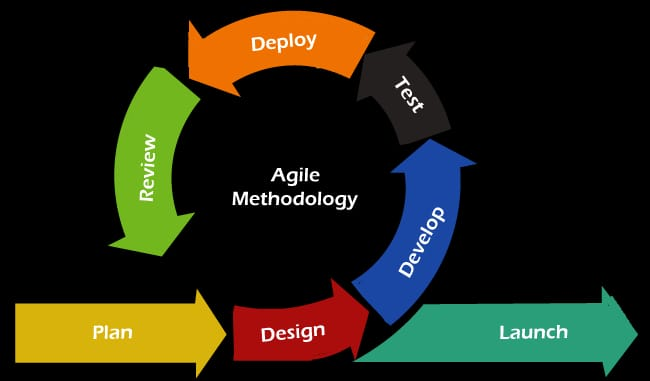 Deploy
Test
Review
Agile
Methodology
Develop
Plan
Design
Launch